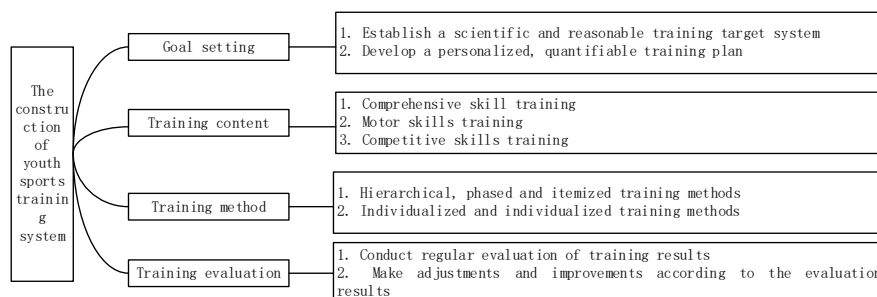 The
constru
ction
of
youth
sports
trainin
g
system
Goal setting
1. Establish a scientific and reasonable training target system
2. Develop a personalized, quantifiable training plan
Training content
1. Comprehensive skill training
2. Motor skills training
3. Competitive skills training
Training method
1. Hierarchical, phased and itemized training methods
2. Individualized and individualized training methods
Training evaluation
1. Conduct regular evaluation of training results
2. Make adjustments and improvements according to the evaluation
results